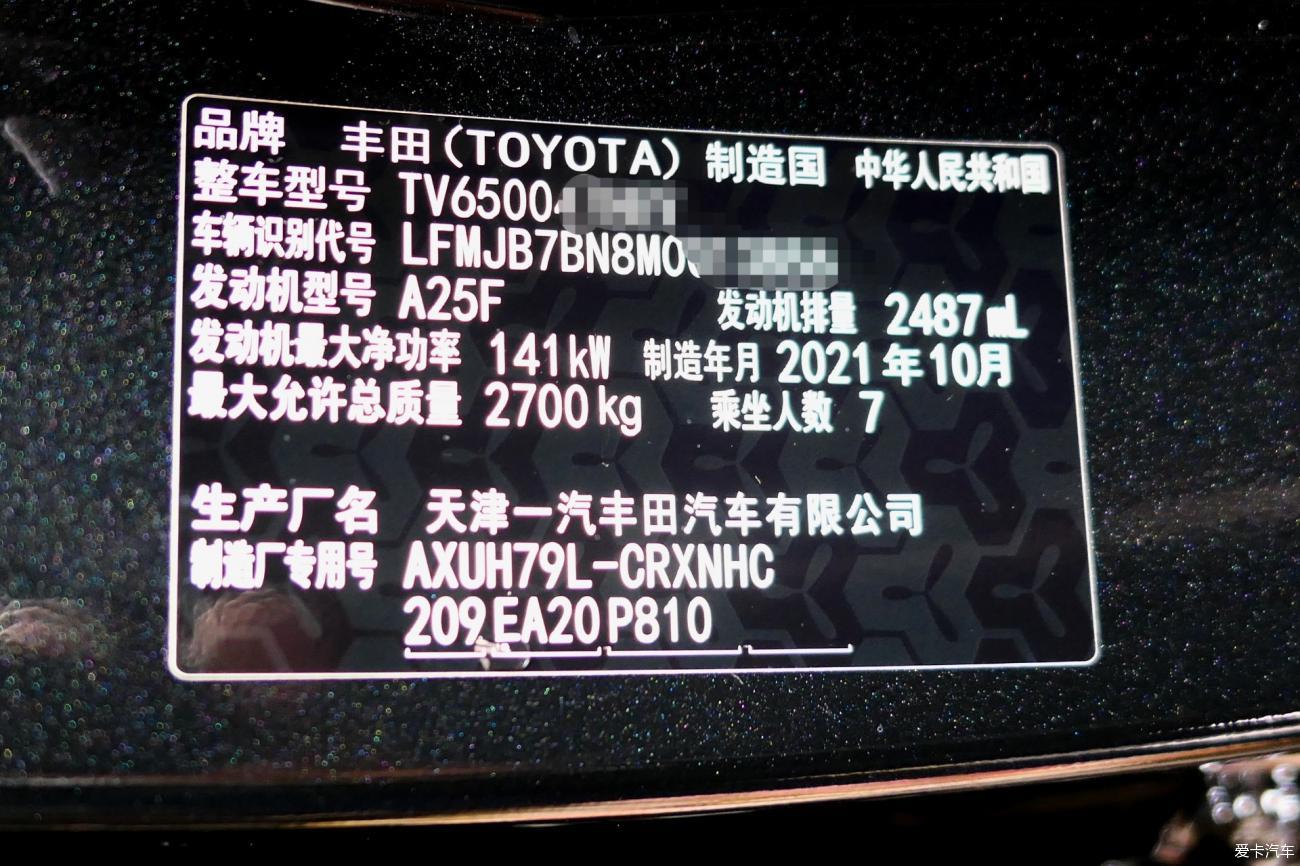 品牌 丰田(TOYOTA) 制造国 中华人民共和国
整车型号 TV6500
车辆识别代号 LFMJB7BN8M0
发动机型号 A25F 发动机排量 2487mL
发动机最大净功率 141kW 制造年月 2021年10月
最大允许总质量 2700kg 乘坐人数 7
生产厂名 天津一汽丰田汽车有限公司
制造厂专用号 AXUH79L-CRXNHC
209 EA20 P810
爱卡汽车